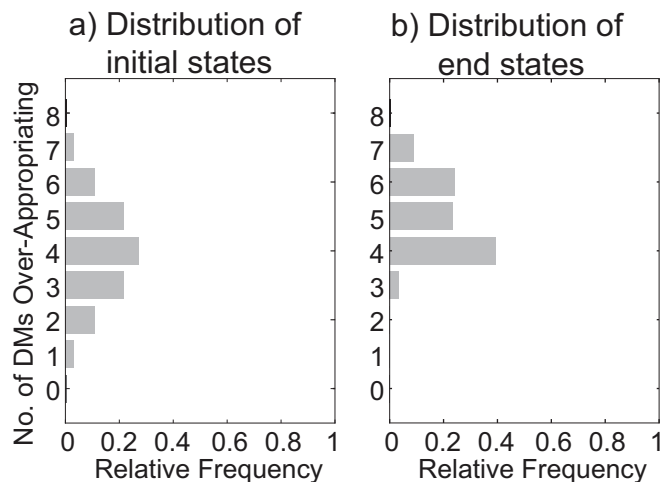 a) Distribution of
initial states
No. of DMs Over-Appropriating
8
7
6
5
4
3
2
1
0
0 0.2 0.4 0.6 0.8 1
Relative Frequency
b) Distribution of
end states
8
7
6
5
4
3
2
1
0
0 0.2 0.4 0.6 0.8 1
Relative Frequency